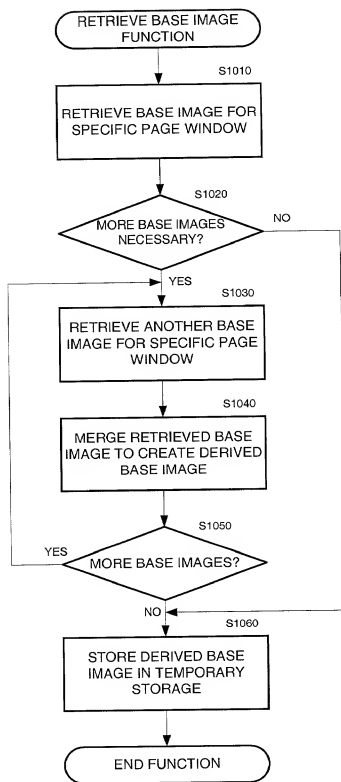 RETRIEVE BASE IMAGE
FUNCTION
S1010
RETRIEVE BASE IMAGE FOR
SPECIFIC PAGE WINDOW
S1020
MORE BASE IMAGES
NECESSARY?
NO
YES
S1030
RETRIEVE ANOTHER BASE
IMAGE FOR SPECIFIC PAGE
WINDOW
S1040
MERGE RETRIEVED BASE
IMAGE TO CREATE DERIVED
BASE IMAGE
S1050
YES
MORE BASE IMAGES?
NO
S1060
STORE DERIVED BASE
IMAGE IN TEMPORARY
STORAGE
END FUNCTION